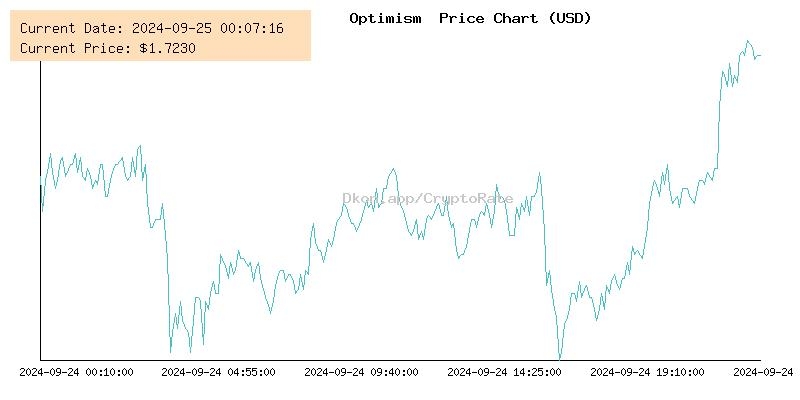 Optimism  Price Chart (USD)
Current Date: 2024-09-25 00:07:16
Current Price: $1.7230
Dkop.app/CryptoRate
2024-09-24 00:10:00 2024-09-24 04:55:00 2024-09-24 09:40:00 2024-09-24 14:25:00 2024-09-24 19:10:00 2024-09-24